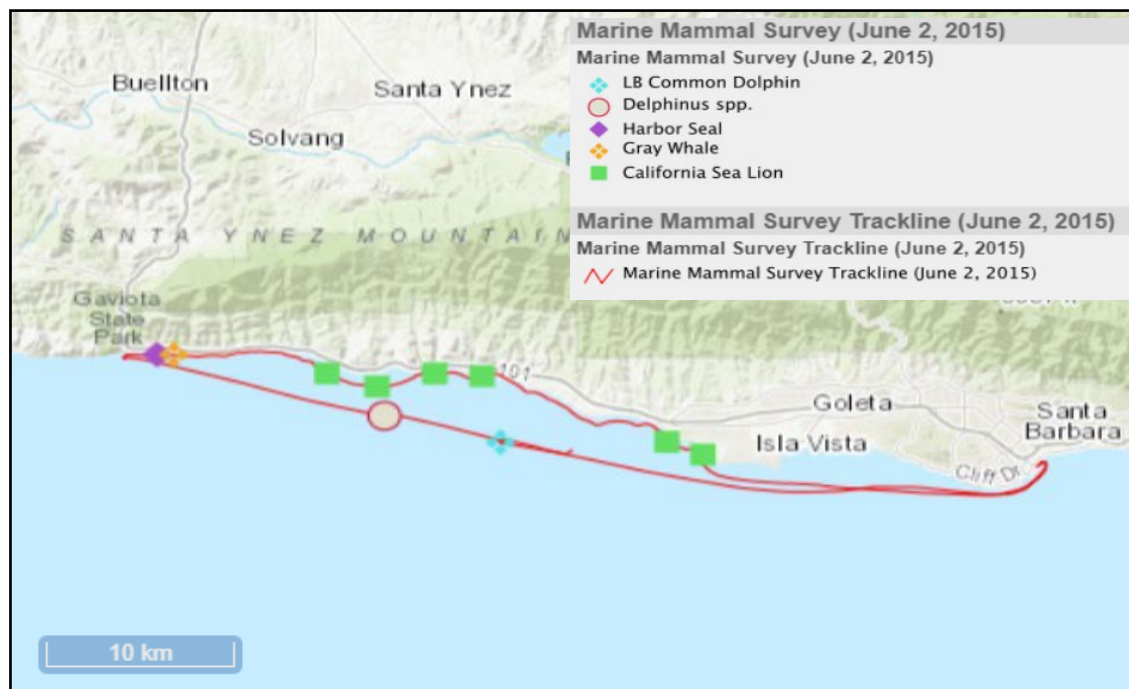 Marine Mammal Survey (June 2, 2015)
Marine Mammal Survey (June 2, 2015)
LB Common Dolphin
Delphinus spp.
Harbor Seal
Gray Whale
California Sea Lion
Marine Mammal Survey Trackline (June 2, 2015)
Marine Mammal Survey Trackline (June 2, 2015)
Marine Mammal Survey Trackline (June 2, 2015)
Buellton
Santa Ynez
Solvang
SANTA YNEZ MOUNTAIN
Gaviota
State
Park
101
Goleta
Santa
Barbara
Isla Vista
Cliff Dr
10 km